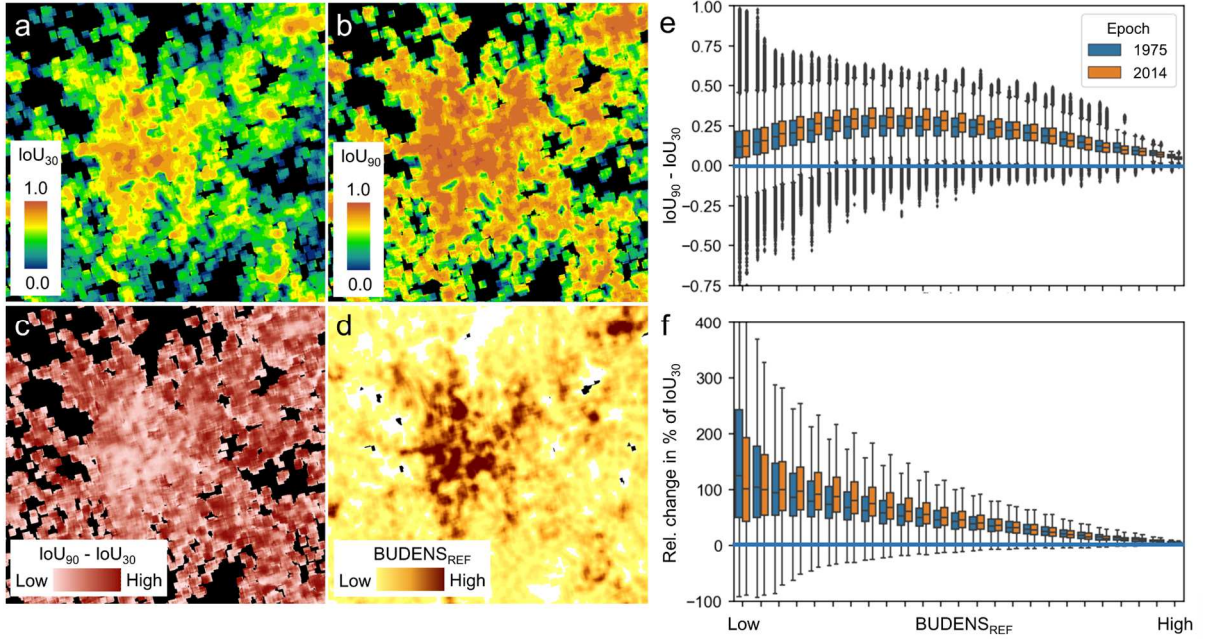 a
IoU30
1.0
0.0
b
IoU90
1.0
0.0
c
IoU90 - IoU30
Low High
d
BUDENSREF
Low High
e
IoU90 - IoU30
1.00
0.75
0.50
0.25
0.00
−0.25
−0.50
−0.75
Epoch
1975
2014
f
Rel. change in % of IoU30
400
300
200
100
0
−100
Low BUDENSREF High